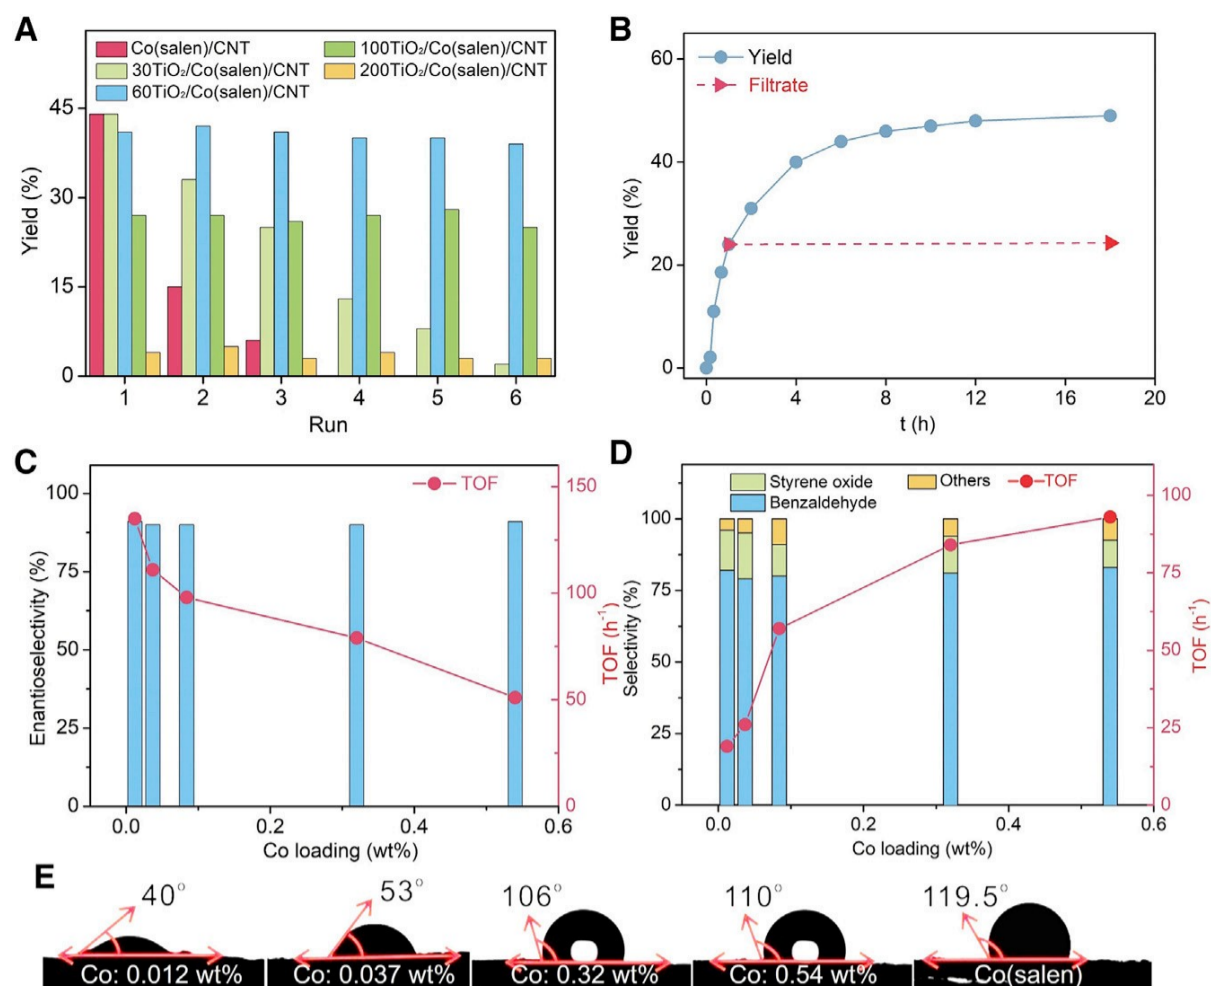 A
Co(salen)/CNT
100TiO₂/Co(salen)/CNT
30TiO₂/Co(salen)/CNT
200TiO₂/Co(salen)/CNT
60TiO₂/Co(salen)/CNT
45
30
15
0
Yield (%)
1 2 3 4 5 6
Run
B
Yield
Filtrate
60
40
20
0
Yield (%)
0 4 8 12 16 20
t (h)
C
TOF
100
75
50
25
0
Enantioselectivity (%)
150
100
50
0
TOF (h⁻¹)
0.0 0.2 0.4 0.6
Co loading (wt%)
D
Styrene oxide
Others
TOF
Benzaldehyde
100
75
50
25
0
Selectivity (%)
100
75
50
25
0
TOF (h⁻¹)
0.0 0.2 0.4 0.6
Co loading (wt%)
E
40° 53° 106° 110° 119.5°
Co: 0.012 wt% Co: 0.037 wt% Co: 0.32 wt% Co: 0.54 wt% Co(salen)